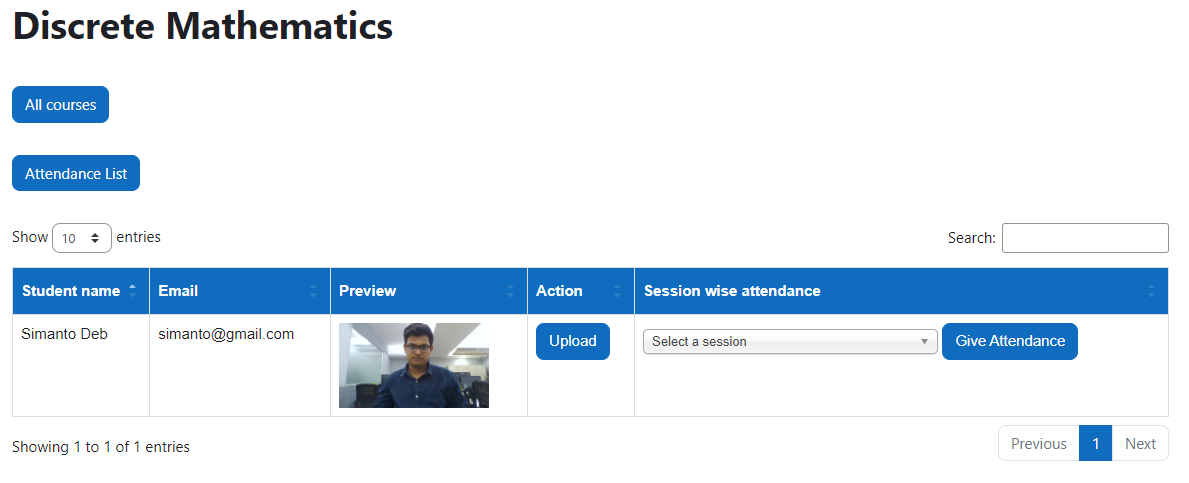 Discrete Mathematics
All courses
Attendance List
Show 10 entries Search:
Student name Email Preview Action Session wise attendance
Simanto Deb simanto@gmail.com Upload Select a session Give Attendance
Showing 1 to 1 of 1 entries Previous 1 Next